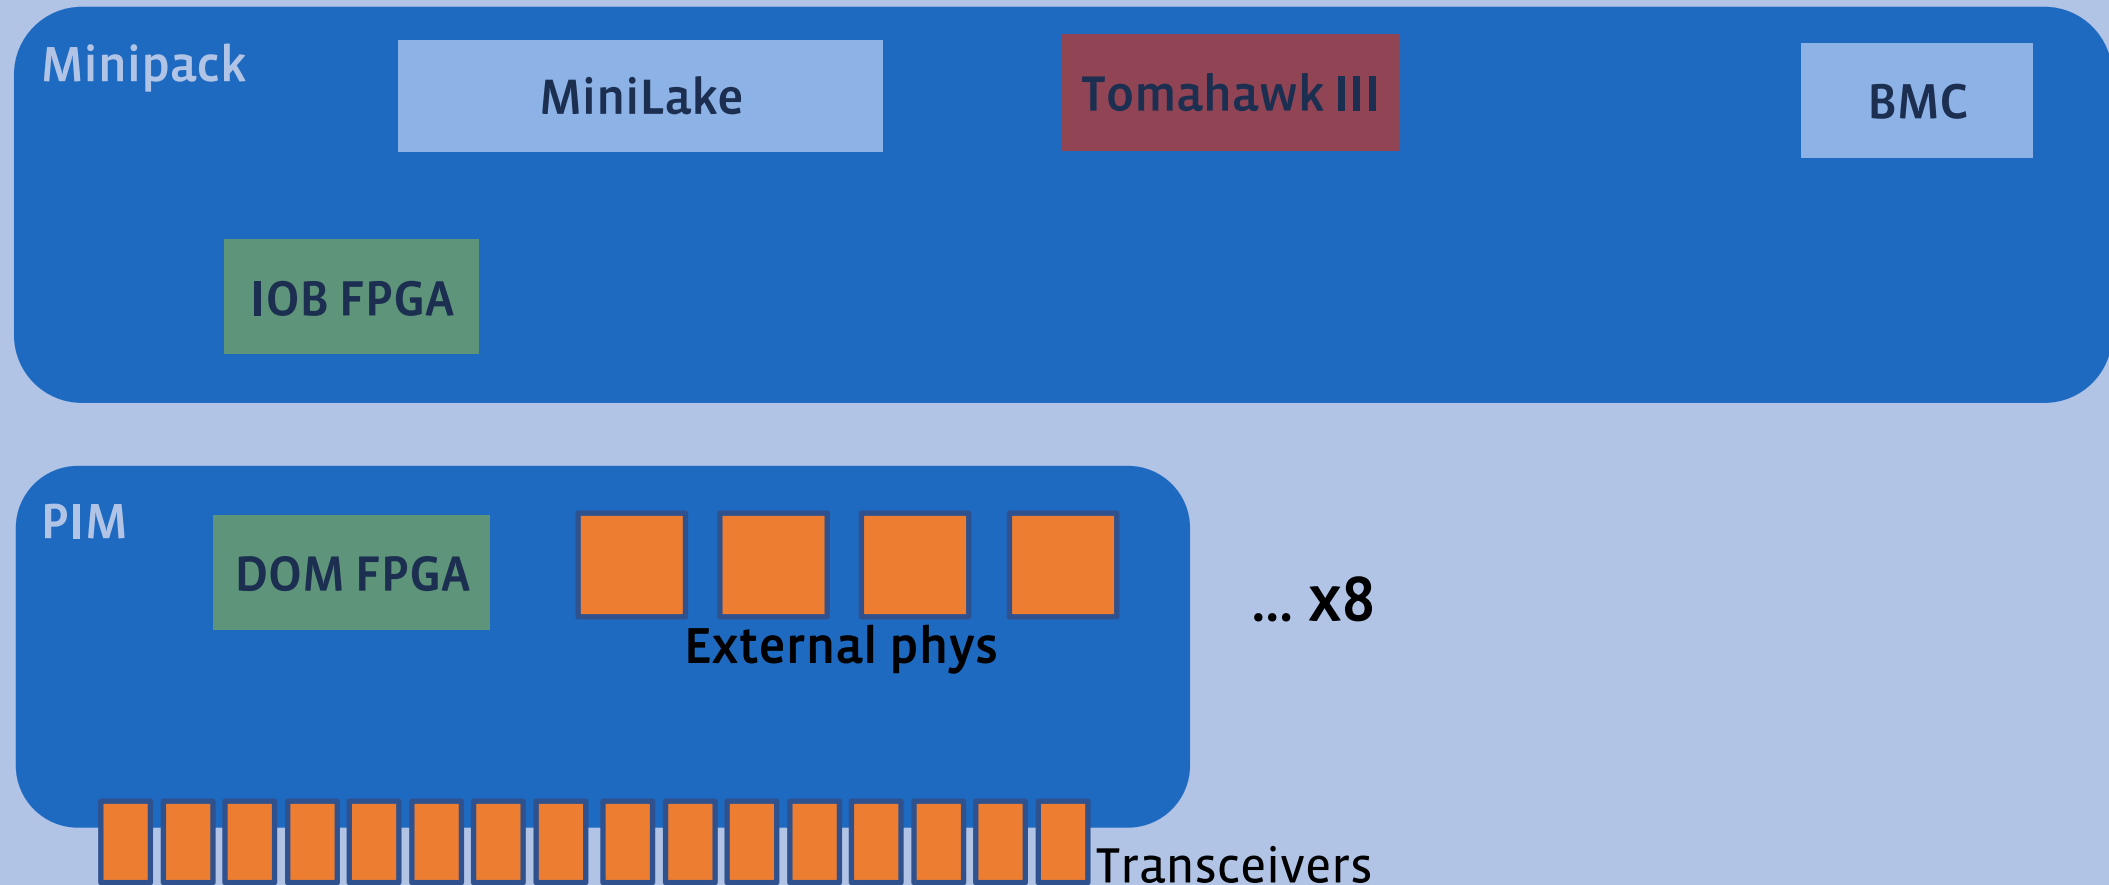 Minipack
MiniLake
Tomahawk III
BMC
IOB FPGA
PIM
DOM FPGA
External phys
... x8
Transceivers